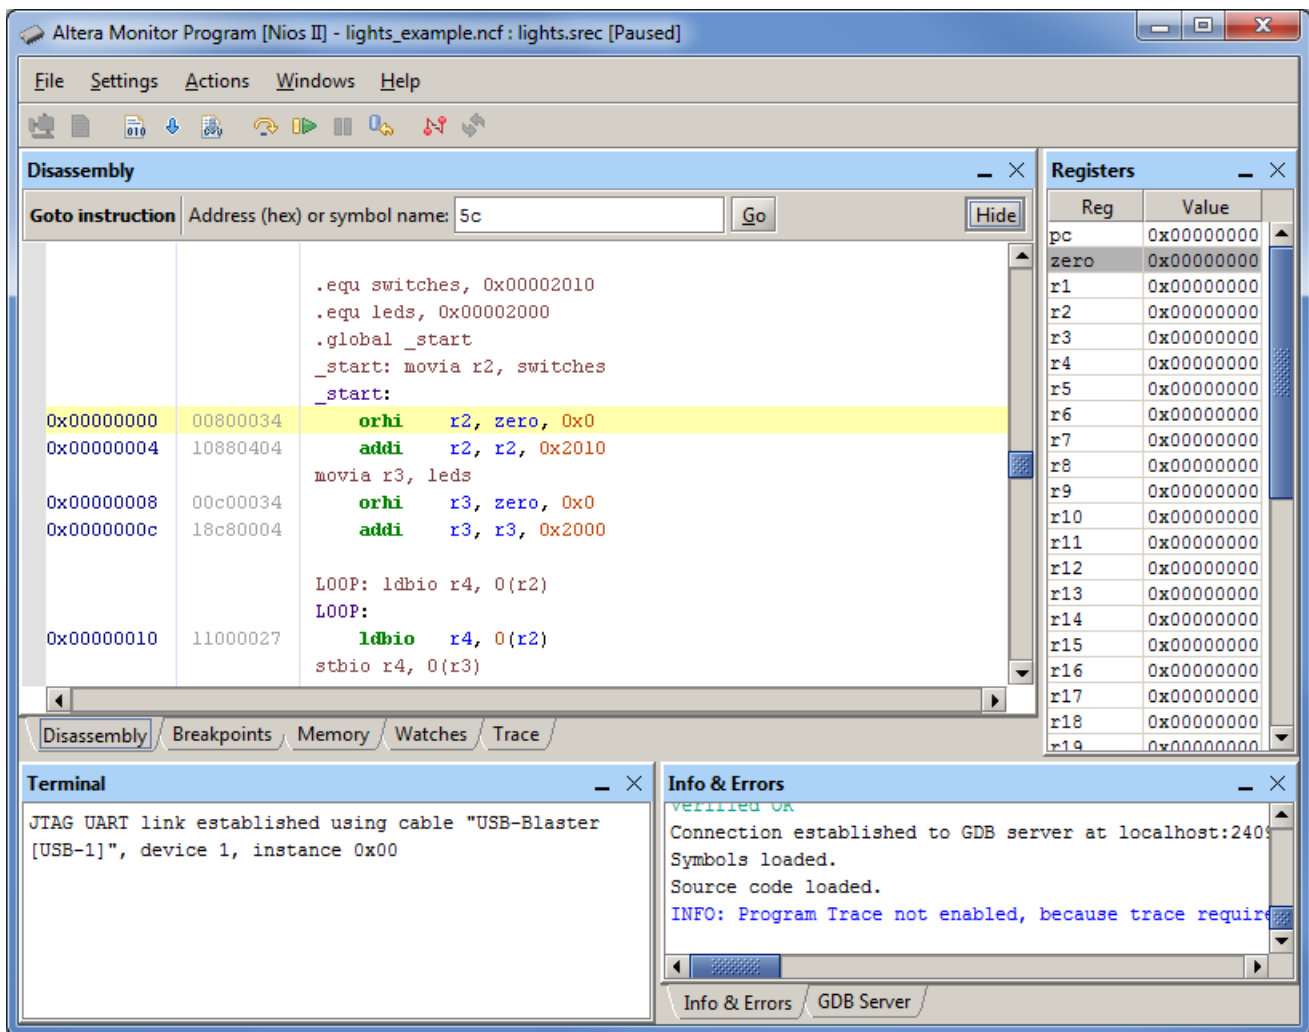 Altera Monitor Program [Nios II] - lights_example.ncf : lights.srec [Paused]
File Settings Actions Windows Help
Disassembly
Goto instruction Address (hex) or symbol name: 5c Go Hide
.equ switches, 0x00002010
.equ leds, 0x00002000
.global _start
_start: movia r2, switches
_start:
0x00000000 00800034 orhi r2, zero, 0x0
0x00000004 10880404 addi r2, r2, 0x2010
movia r3, leds
0x00000008 00c00034 orhi r3, zero, 0x0
0x0000000c 18c80004 addi r3, r3, 0x2000
LOOP: ldbio r4, 0(r2)
LOOP:
0x00000010 11000027 ldbio r4, 0(r2)
stbio r4, 0(r3)
Disassembly Breakpoints Memory Watches Trace
Registers
Reg Value
pc 0x00000000
zero 0x00000000
r1 0x00000000
r2 0x00000000
r3 0x00000000
r4 0x00000000
r5 0x00000000
r6 0x00000000
r7 0x00000000
r8 0x00000000
r9 0x00000000
r10 0x00000000
r11 0x00000000
r12 0x00000000
r13 0x00000000
r14 0x00000000
r15 0x00000000
r16 0x00000000
r17 0x00000000
r18 0x00000000
r19 0x00000000
Terminal
JTAG UART link established using cable "USB-Blaster
[USB-1]", device 1, instance 0x00
Info & Errors
Verified OK
Connection established to GDB server at localhost:2409
Symbols loaded.
Source code loaded.
INFO: Program Trace not enabled, because trace require
Info & Errors GDB Server